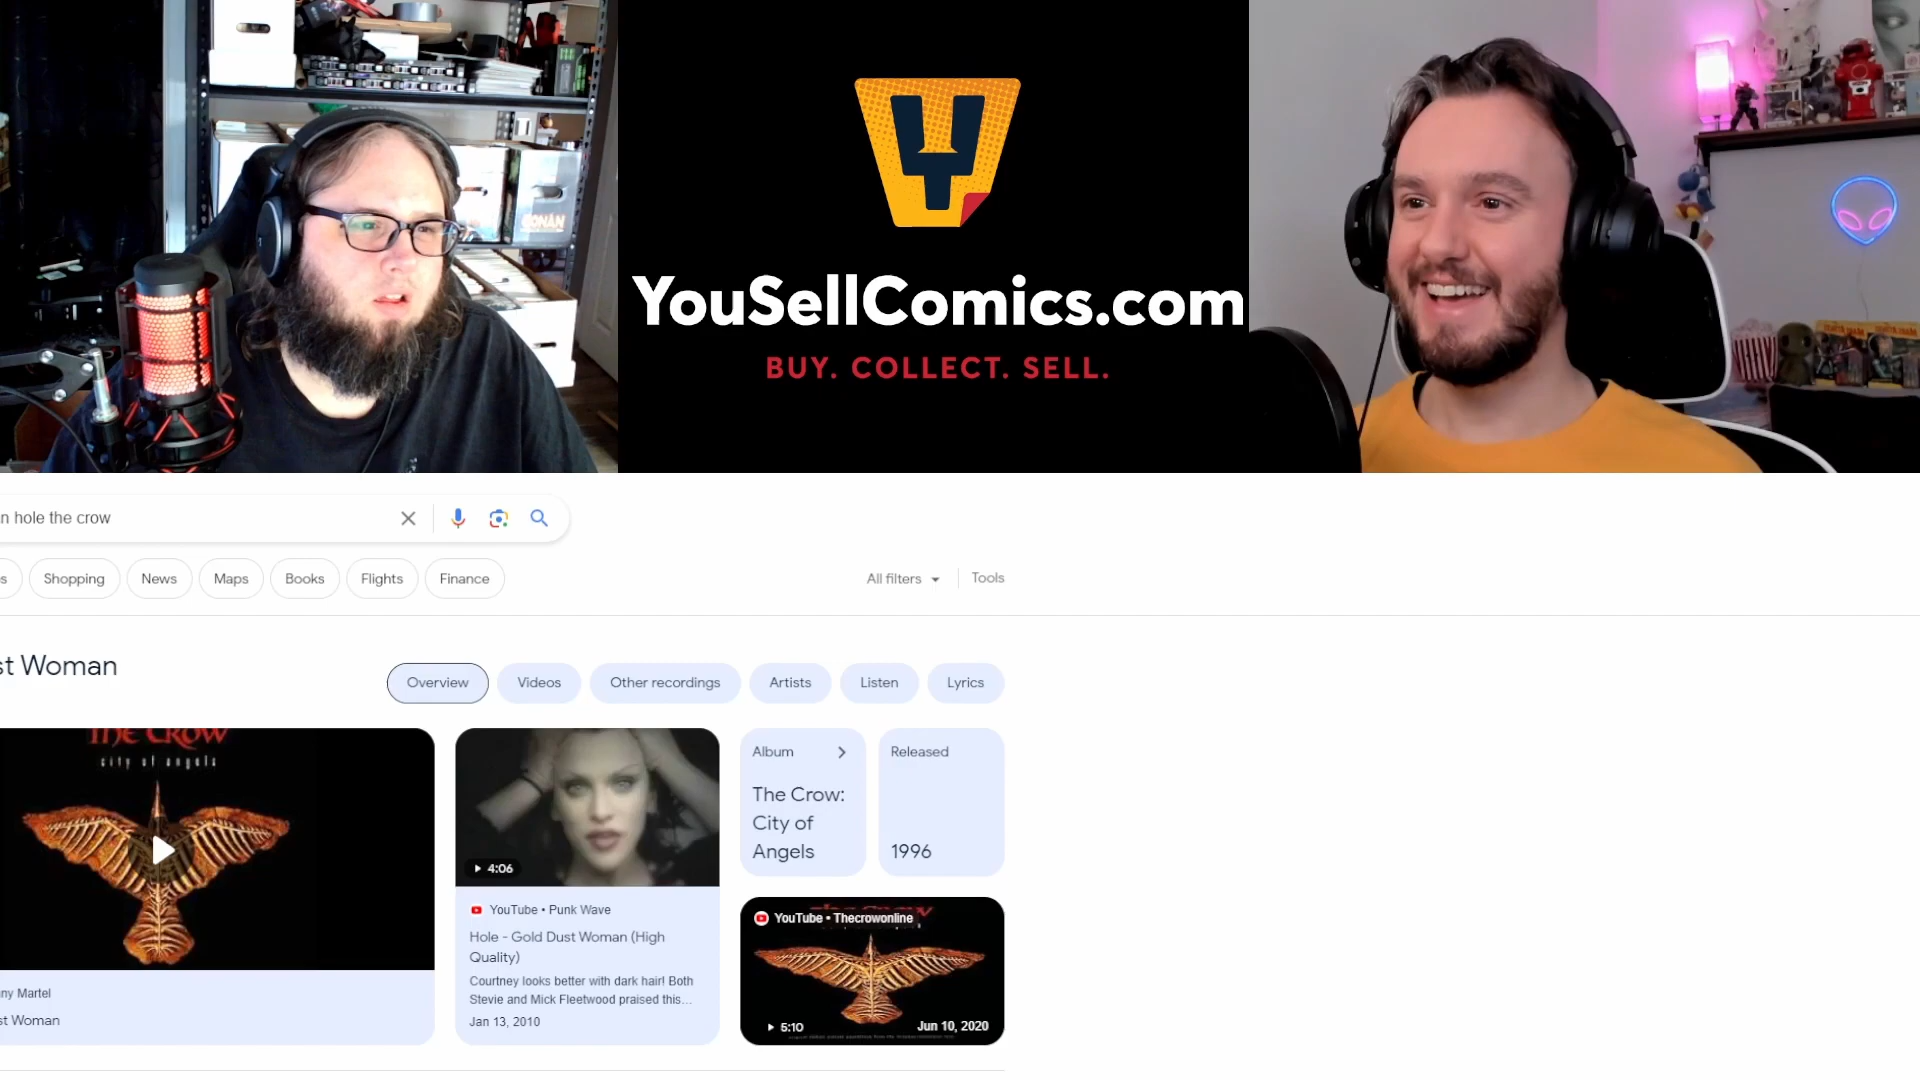 CONAN
YouSellComics.com
BUY. COLLECT. SELL.
n hole the crow
s
Shopping
News
Maps
Books
Flights
Finance
All filters
Tools
st Woman
Overview
Videos
Other recordings
Artists
Listen
Lyrics
THE CROW
city of angels
ny Martel
st Woman
4:06
YouTube • Punk Wave
Hole - Gold Dust Woman (High
Quality)
Courtney looks better with dark hair! Both
Stevie and Mick Fleetwood praised this...
Jan 13, 2010
Album
The Crow:
City of
Angels
Released
1996
YouTube • Thecrowonline
5:10
Jun 10, 2020